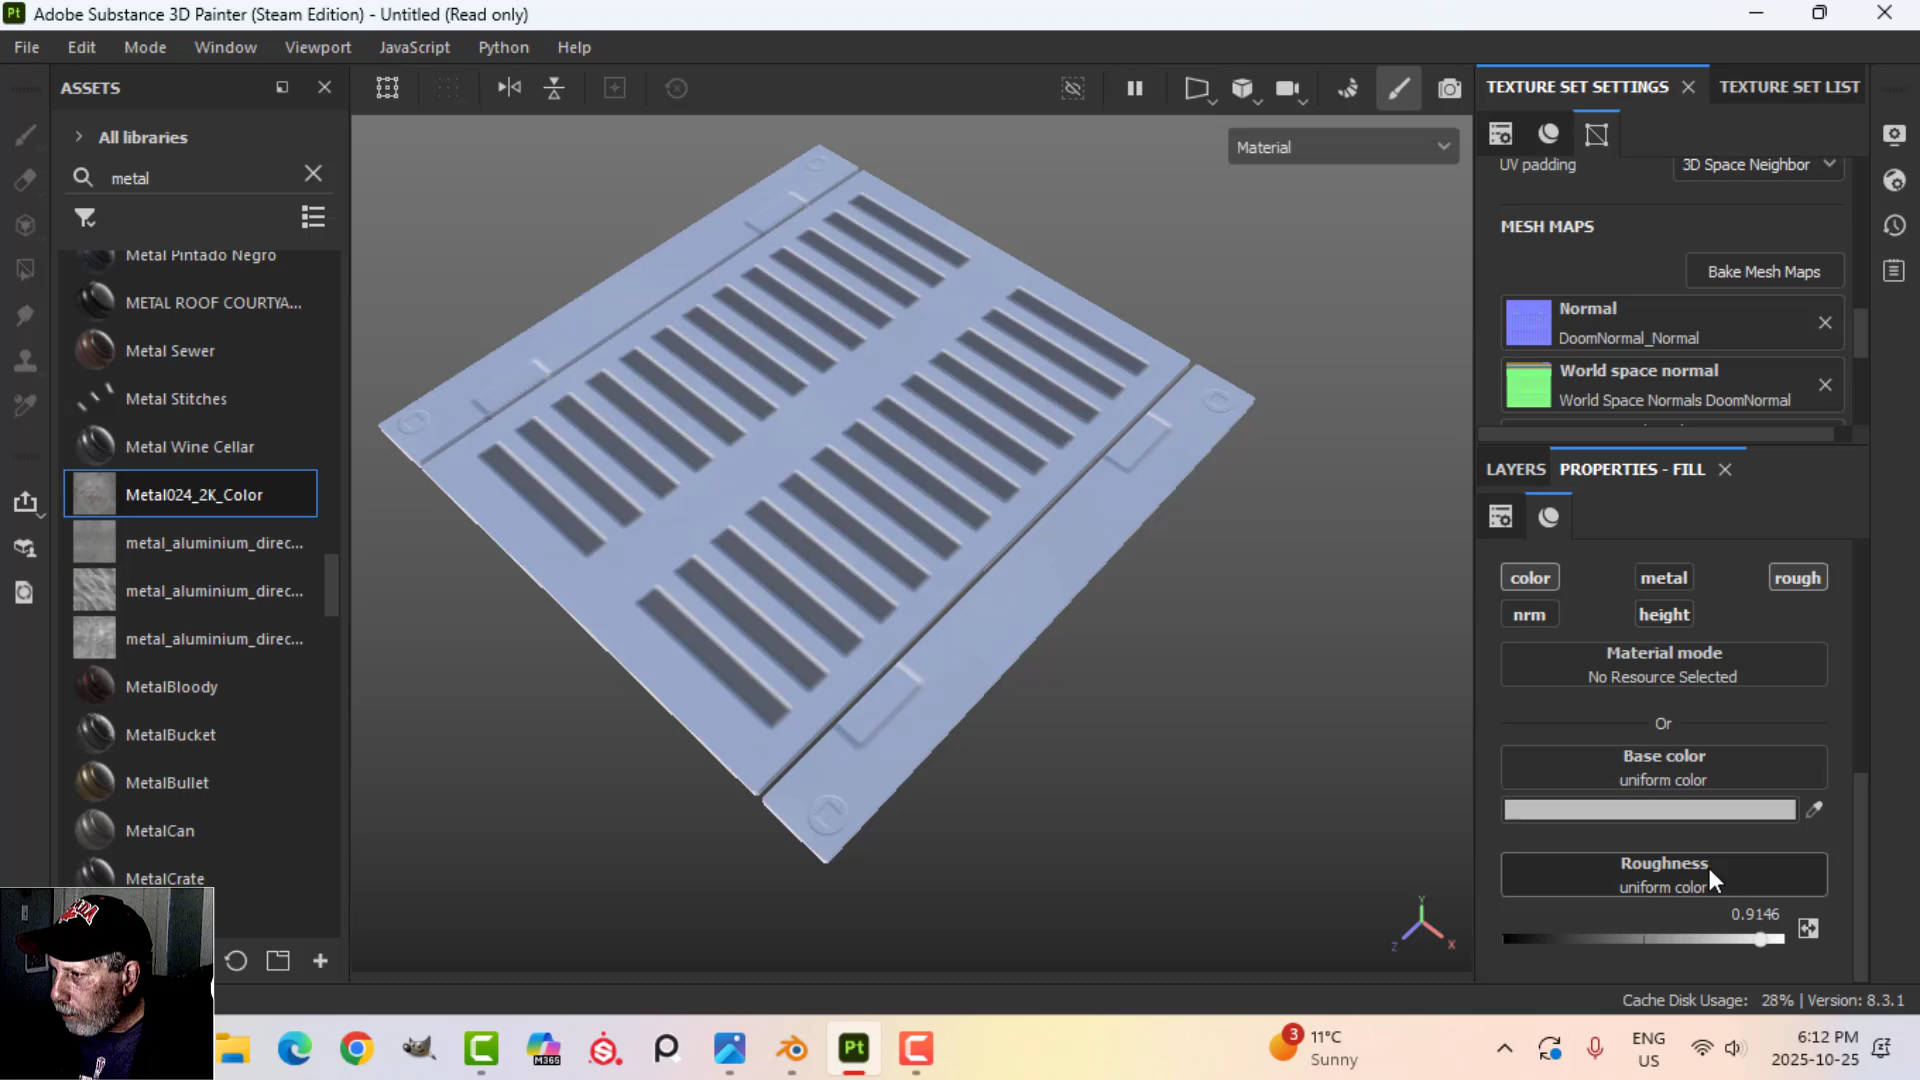 Pt Adobe Substance 3D Painter (Steam Edition) - Untitled (Read only)
File Edit Mode Window Viewport JavaScript Python Help
ASSETS
All libraries
metal
Metal Pintado Negro
METAL ROOF COURTYA...
Metal Sewer
Metal Stitches
Metal Wine Cellar
Metal024_2K_Color
metal_aluminium_direc...
metal_aluminium_direc...
metal_aluminium_direc...
MetalBloody
MetalBucket
MetalBullet
MetalCan
MetalCrate
Material
Y
Z
X
TEXTURE SET SETTINGS TEXTURE SET LIST
UV padding 3D Space Neighbor
MESH MAPS
Bake Mesh Maps
Normal
DoomNormal_Normal
World space normal
World Space Normals DoomNormal
LAYERS PROPERTIES - FILL
color metal rough
nrm height
Material mode
No Resource Selected
Or
Base color
uniform color
Roughness
uniform color
0.9146
Cache Disk Usage: 28% | Version: 8.3.1
M365
Pt
3
11°C
Sunny
ENG
US
6:12 PM
2025-10-25